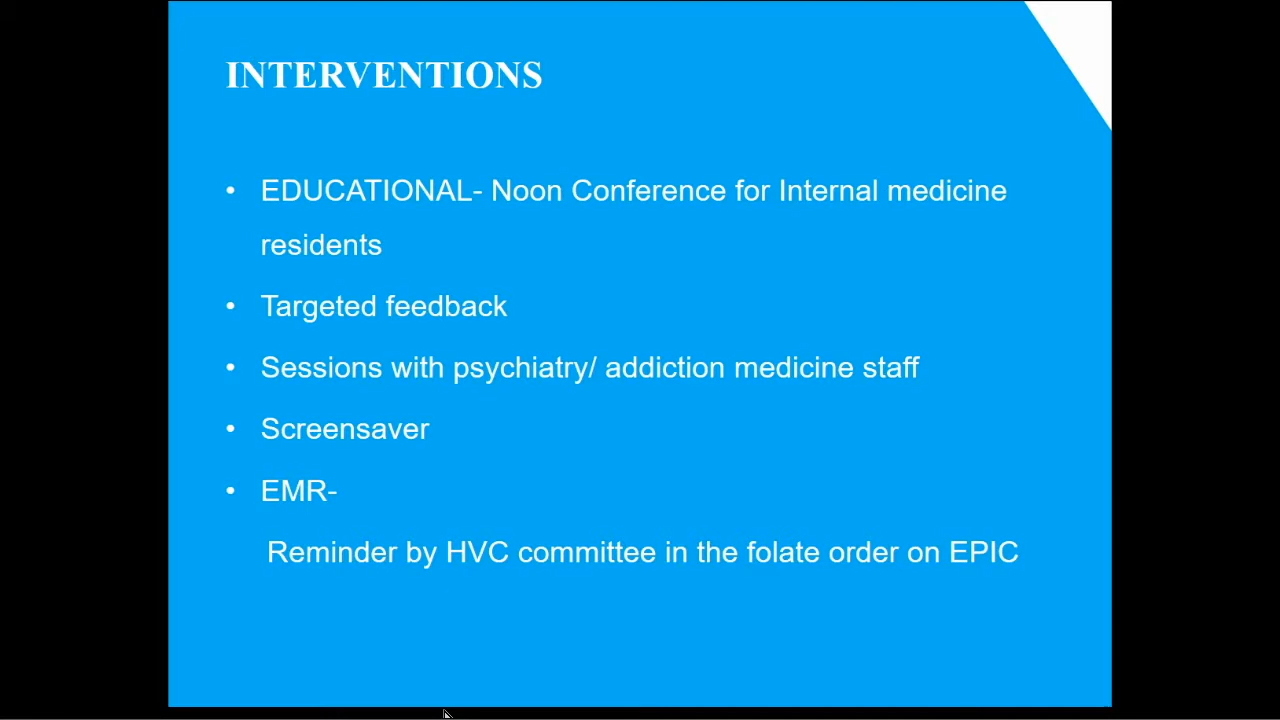 INTERVENTIONS
• EDUCATIONAL- Noon Conference for Internal medicine
residents
• Targeted feedback
• Sessions with psychiatry/ addiction medicine staff
• Screensaver
• EMR-
Reminder by HVC committee in the folate order on EPIC